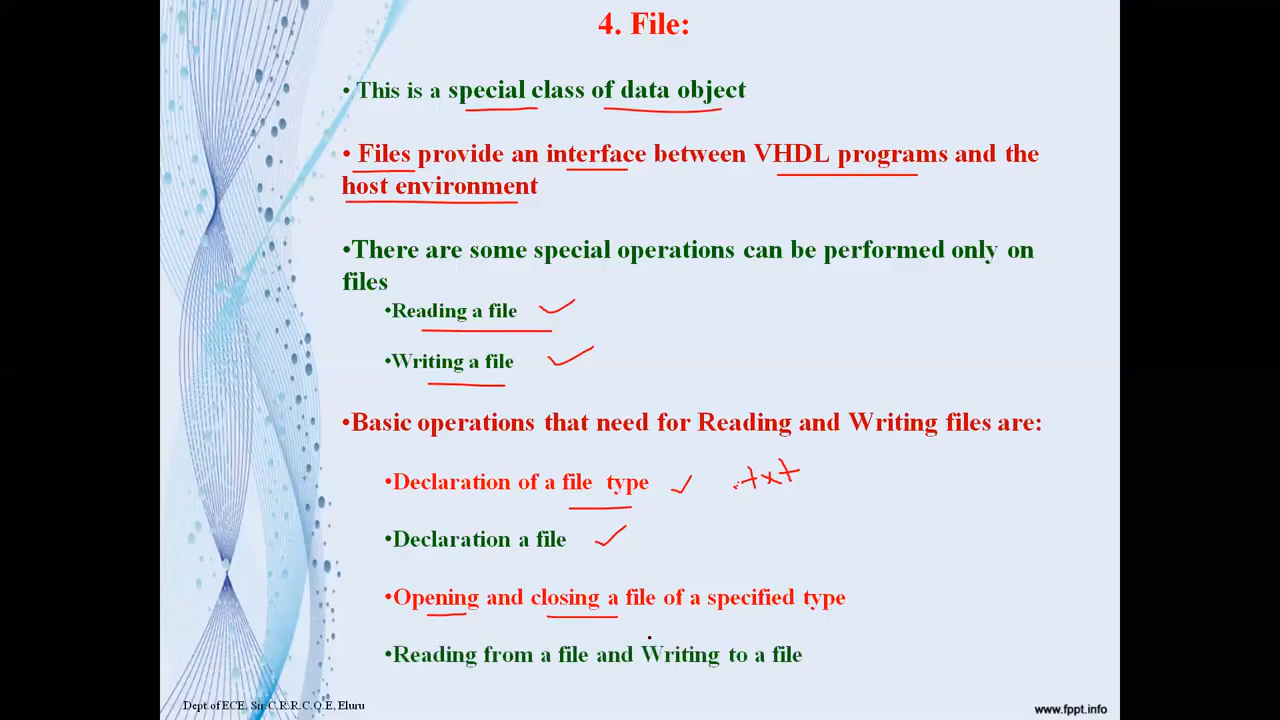 4. File:
• This is a special class of data object
• Files provide an interface between VHDL programs and the
host environment
•There are some special operations can be performed only on
files
•Reading a file
•Writing a file
•Basic operations that need for Reading and Writing files are:
•Declaration of a file type .txt
•Declaration a file
•Opening and closing a file of a specified type
•Reading from a file and Writing to a file
Dept of ECE, Sir.C.R.R.C.O.E, Eluru
www.fppt.info